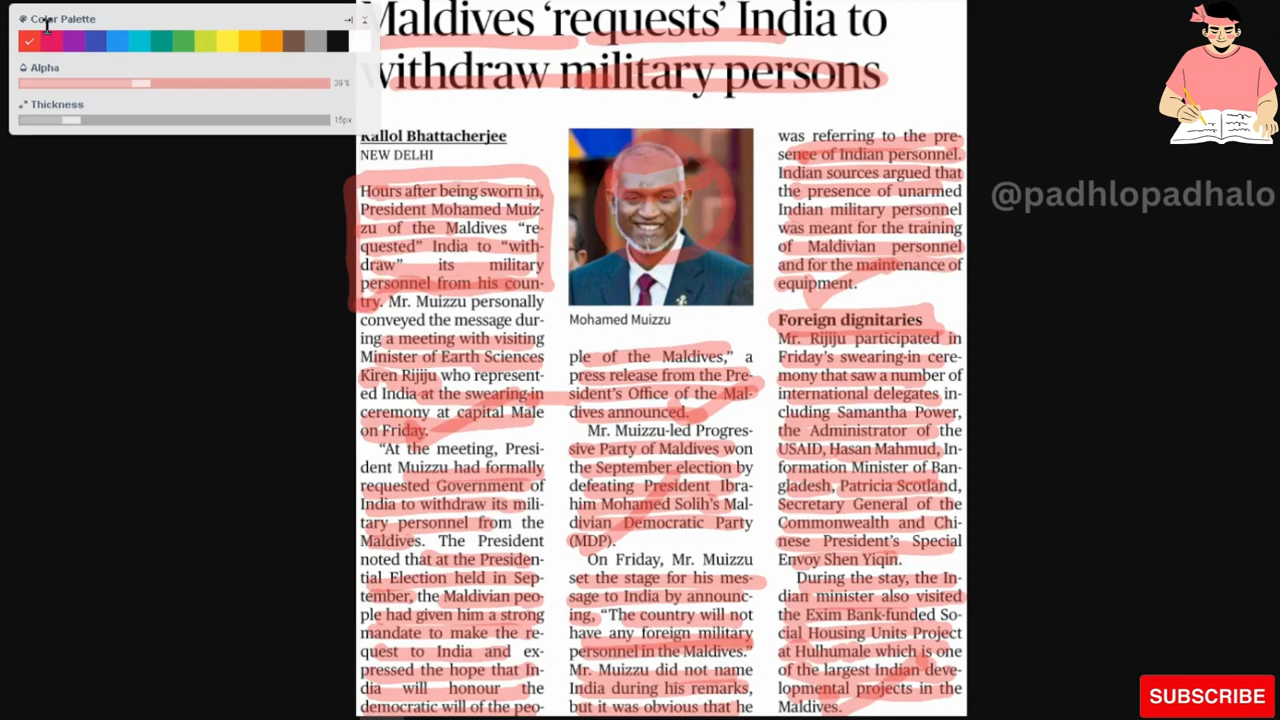 Color Palette
Alpha
39%
Thickness
15px
Maldives ‘requests’ India to
withdraw military persons
Kallol Bhattacherjee
NEW DELHI
Hours after being sworn in,
President Mohamed Muiz-
zu of the Maldives “re-
quested” India to “with-
draw” its military
personnel from his coun-
try. Mr. Muizzu personally
conveyed the message dur-
ing a meeting with visiting
Minister of Earth Sciences
Kiren Rijiju who represent-
ed India at the swearing-in
ceremony at capital Male
on Friday.
“At the meeting, Presi-
dent Muizzu had formally
requested Government of
India to withdraw its mili-
tary personnel from the
Maldives. The President
noted that at the Presiden-
tial Election held in Sep-
tember, the Maldivian peo-
ple had given him a strong
mandate to make the re-
quest to India and ex-
pressed the hope that In-
dia will honour the
democratic will of the peo-
Mohamed Muizzu
ple of the Maldives,” a
press release from the Pre-
sident’s Office of the Mal-
dives announced.
Mr. Muizzu-led Progres-
sive Party of Maldives won
the September election by
defeating President Ibra-
him Mohamed Solih’s Mal-
divian Democratic Party
(MDP).
On Friday, Mr. Muizzu
set the stage for his mes-
sage to India by announc-
ing, “The country will not
have any foreign military
personnel in the Maldives.”
Mr. Muizzu did not name
India during his remarks,
but it was obvious that he
was referring to the pre-
sence of Indian personnel.
Indian sources argued that
the presence of unarmed
Indian military personnel
was meant for the training
of Maldivian personnel
and for the maintenance of
equipment.
Foreign dignitaries
Mr. Rijiju participated in
Friday’s swearing-in cere-
mony that saw a number of
international delegates in-
cluding Samantha Power,
the Administrator of the
USAID, Hasan Mahmud, In-
formation Minister of Ban-
gladesh, Patricia Scotland,
Secretary General of the
Commonwealth and Chi-
nese President’s Special
Envoy Shen Yiqin.
During the stay, the In-
dian minister also visited
the Exim Bank-funded So-
cial Housing Units Project
at Hulhumale which is one
of the largest Indian deve-
lopmental projects in the
Maldives.
@padhlopadhalo
SUBSCRIBE